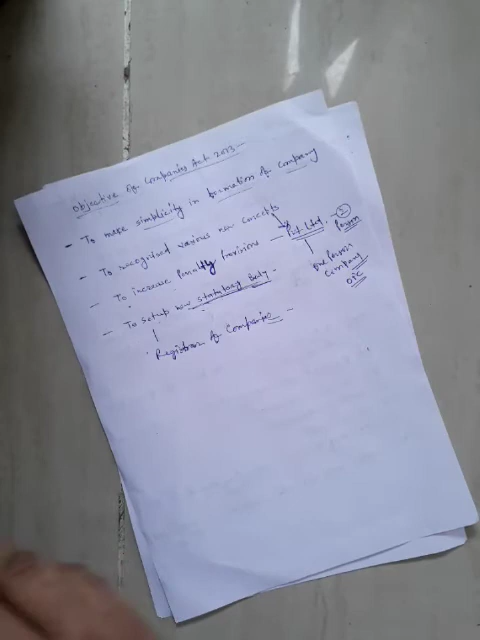 Objective of Companies Act. 2013 -
- To make simplicity in formation of Company
- To recognised various new concepts
- To increase penalty provisions - Pvt. Ltd. - 2 Person
One person Company OPC
- To setup new statutory Body -
Registrar of Companies -